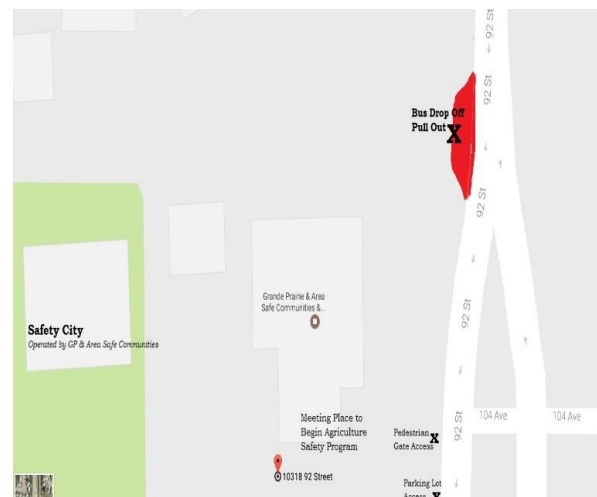 92 St
92 St
Bus Drop Off
Pull Out X
92 St
Grande Prairie & Area
Safe Communities &..
92 St
Safety City
Operated by GP & Area Safe Communities
Meeting Place to
Begin Agriculture
Safety Program
Pedestrian
Gate Access X
92 St
104 Ave
104 Ave
10318 92 Street
Parking Lot
Access X